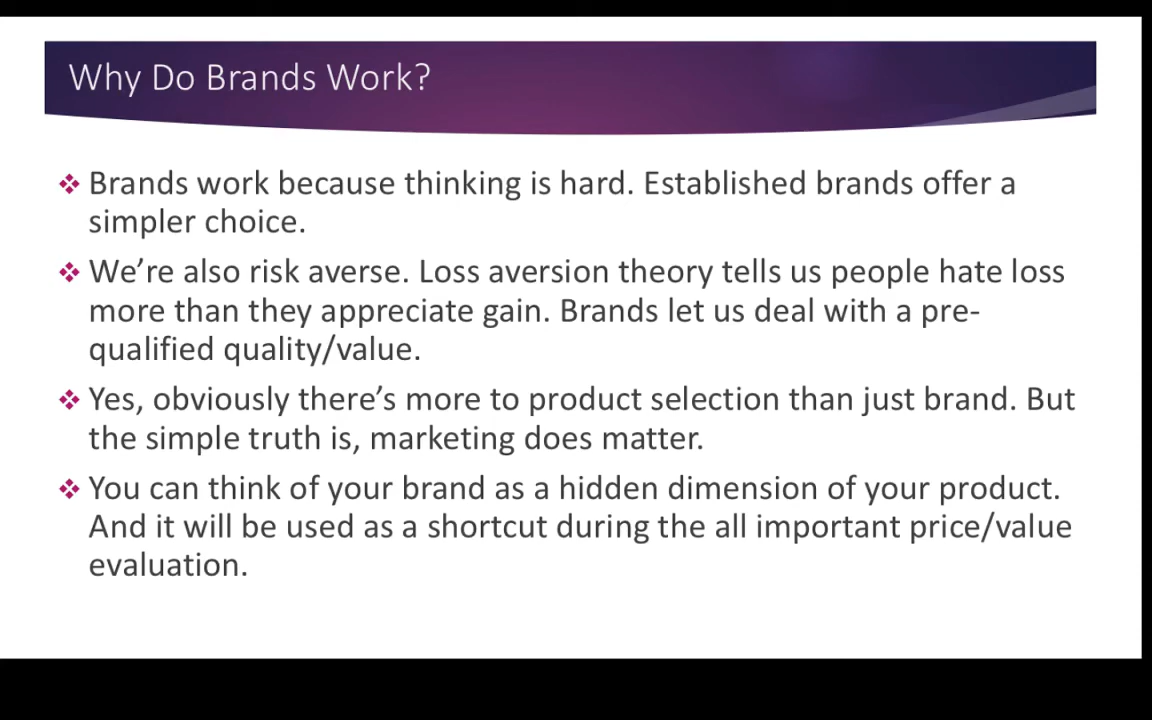 Why Do Brands Work?
Brands work because thinking is hard. Established brands offer a
simpler choice.
We’re also risk averse. Loss aversion theory tells us people hate loss
more than they appreciate gain. Brands let us deal with a pre-
qualified quality/value.
Yes, obviously there’s more to product selection than just brand. But
the simple truth is, marketing does matter.
You can think of your brand as a hidden dimension of your product.
And it will be used as a shortcut during the all important price/value
evaluation.